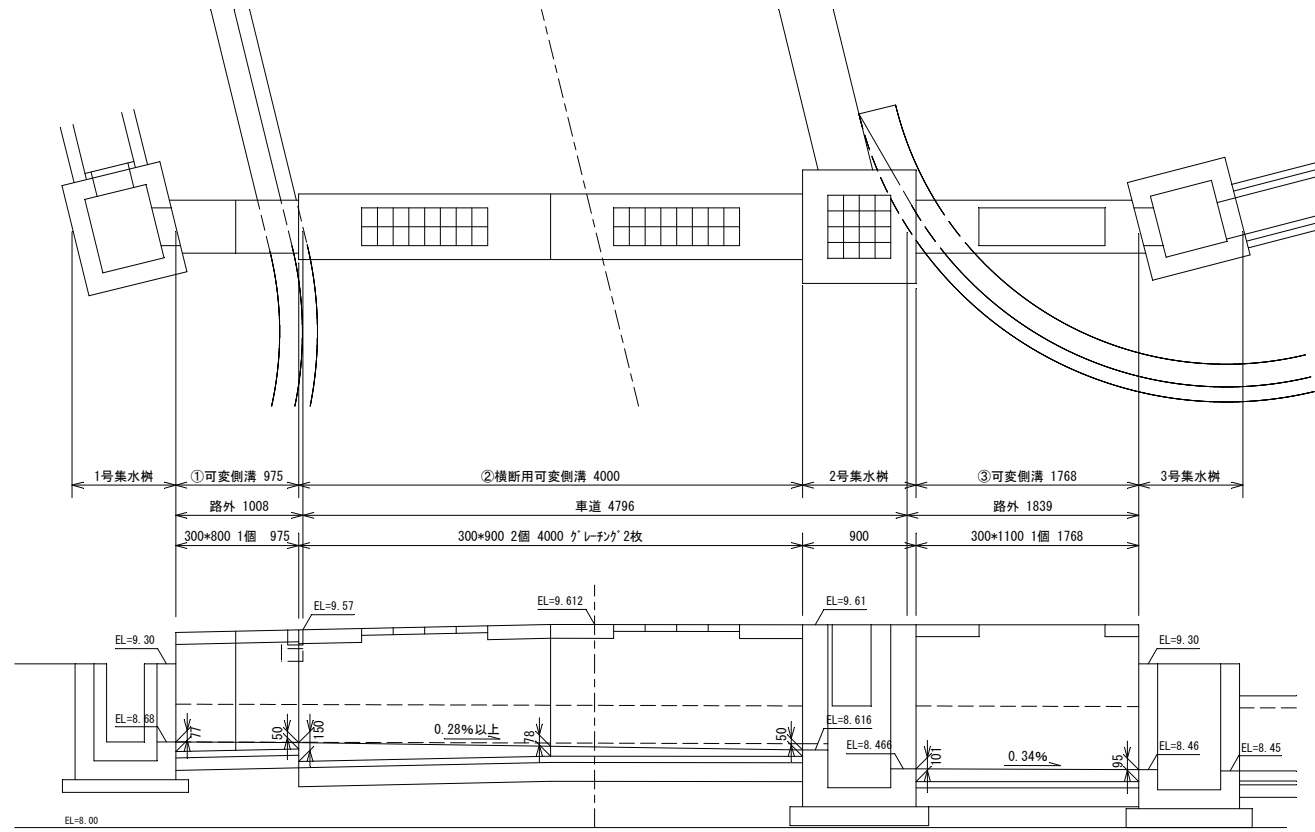 1号集水桝 ①可変側溝 975 ②横断用可変側溝 4000 2号集水桝 ③可変側溝 1768 3号集水桝
路外 1008 車道 4796 路外 1839
300*800 1個 975 300*900 2個 4000 グレーチング2枚 900 300*1100 1個 1768
EL=9.57 EL=9.612 EL=9.61
EL=9.30 EL=9.30
EL=8.68 77 50 150 0.28%以上 78 50 EL=8.616
EL=8.466 101 0.34% 95 EL=8.46 EL=8.45
EL=8.00